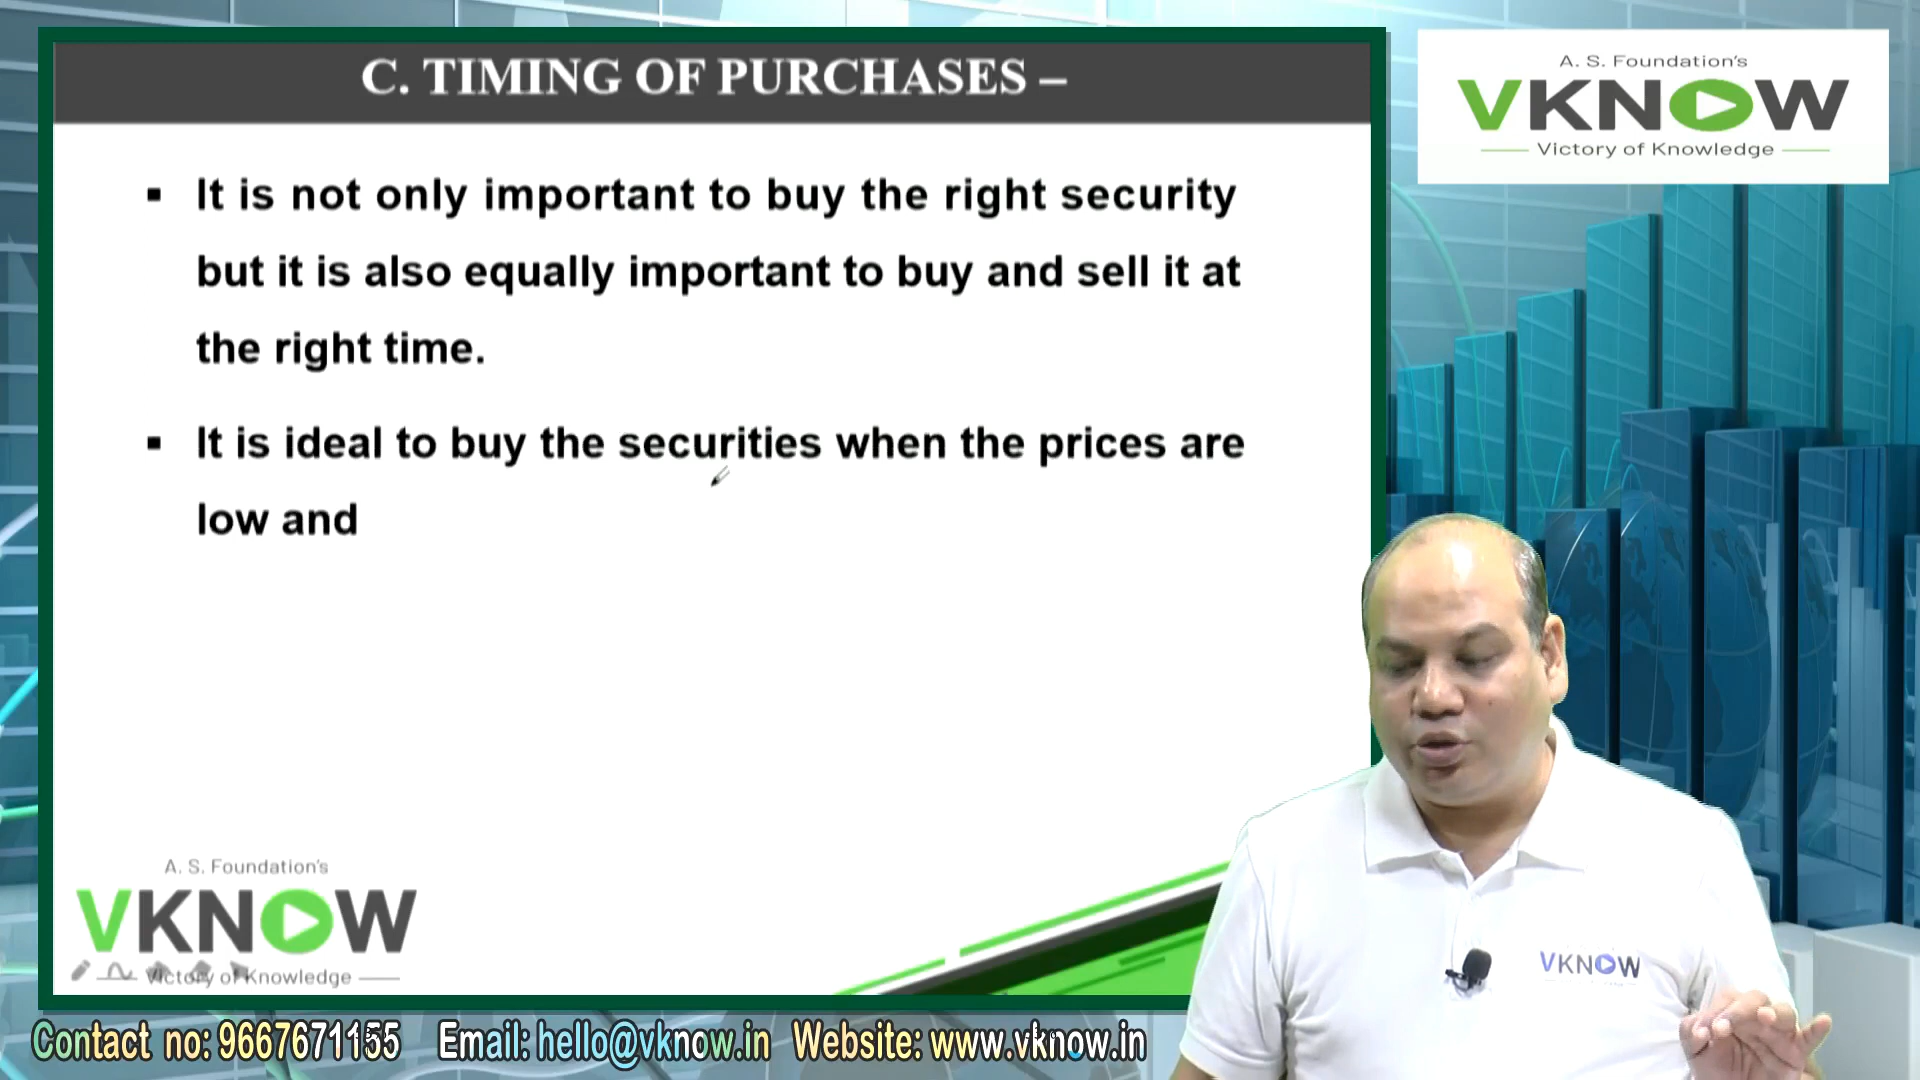 C. TIMING OF PURCHASES –
A. S. Foundation's
VKNOW
Victory of Knowledge
▪ It is not only important to buy the right security
but it is also equally important to buy and sell it at
the right time.
▪ It is ideal to buy the securities when the prices are
low and
A. S. Foundation's
VKNOW
Victory of Knowledge
VKNOW
Contact no: 9667671155 Email: hello@vknow.in Website: www.vknow.in